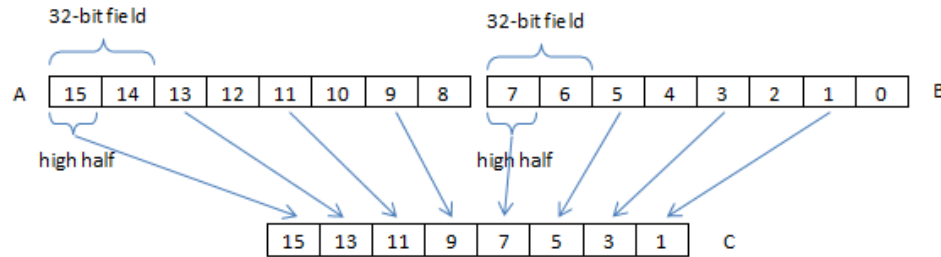 32-bit field 32-bit field
A 15 14 13 12 11 10 9 8 7 6 5 4 3 2 1 0 B
high half high half
15 13 11 9 7 5 3 1 C